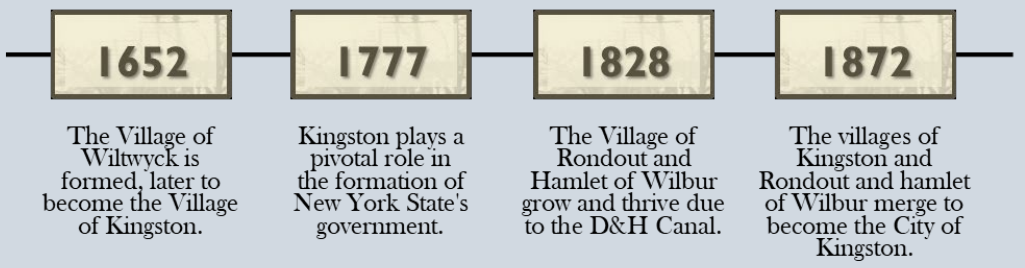 1652
The Village of
Wiltwyck is
formed, later to
become the Village
of Kingston.
1777
Kingston plays a
pivotal role in
the formation of
New York State's
government.
1828
The Village of
Rondout and
Hamlet of Wilbur
grow and thrive due
to the D&H Canal.
1872
The villages of
Kingston and
Rondout and hamlet
of Wilbur merge to
become the City of
Kingston.